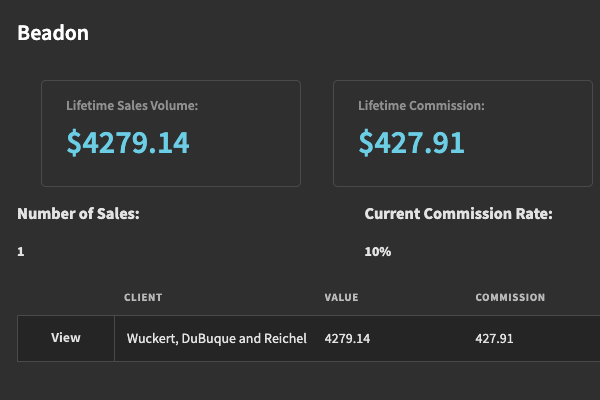 Beadon
Lifetime Sales Volume:
$4279.14
Lifetime Commission:
$427.91
Number of Sales:
1
Current Commission Rate:
10%
CLIENT VALUE COMMISSION
View Wuckert, DuBuque and Reichel 4279.14 427.91